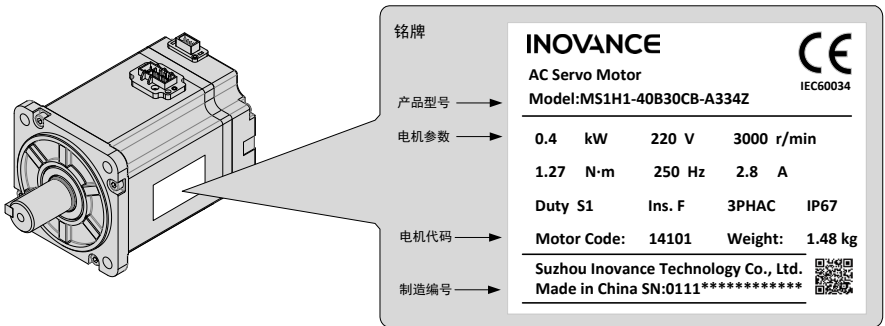 铭牌
INOVANCE
CE
AC Servo Motor
IEC60034
产品型号
Model:MS1H1-40B30CB-A334Z
电机参数
0.4 kW 220 V 3000 r/min
1.27 N·m 250 Hz 2.8 A
Duty S1 Ins. F 3PHAC IP67
电机代码
Motor Code: 14101 Weight: 1.48 kg
Suzhou Inovance Technology Co., Ltd.
制造编号
Made in China SN:0111************